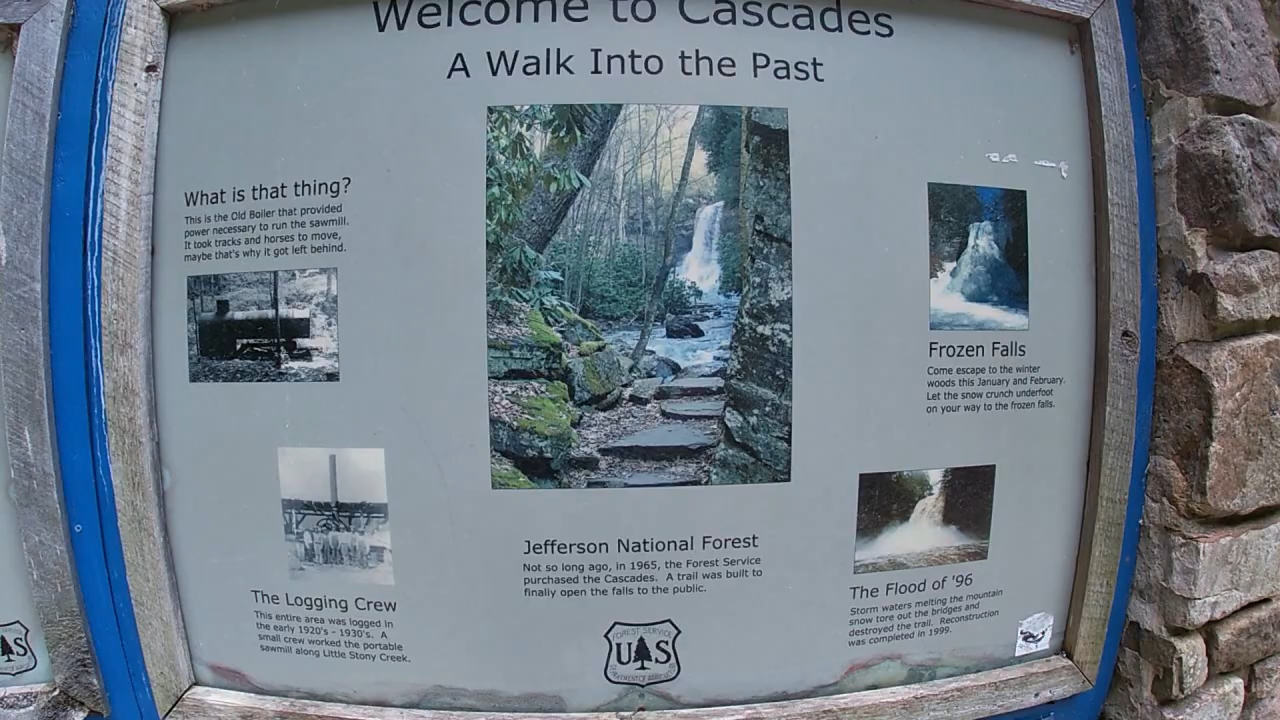 Welcome to Cascades
A Walk Into the Past
What is that thing?
This is the Old Boiler that provided
power necessary to run the sawmill.
It took tracks and horses to move,
maybe that's why it got left behind.
The Logging Crew
This entire area was logged in
the early 1920's - 1930's. A
small crew worked the portable
sawmill along Little Stony Creek.
Jefferson National Forest
Not so long ago, in 1965, the Forest Service
purchased the Cascades. A trail was built to
finally open the falls to the public.
FOREST SERVICE
U S
Frozen Falls
Come escape to the winter
woods this January and February.
Let the snow crunch underfoot
on your way to the frozen falls.
The Flood of '96
Storm waters melting the mountain
snow tore out the bridges and
destroyed the trail. Reconstruction
was completed in 1999.
AS